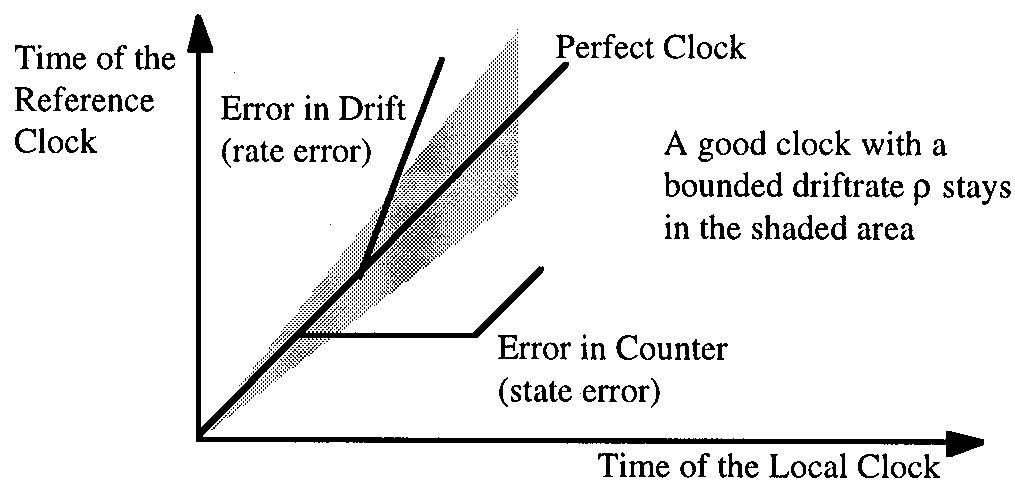 Time of the
Reference
Clock
Error in Drift
(rate error)
Perfect Clock
A good clock with a
bounded driftrate ρ stays
in the shaded area
Error in Counter
(state error)
Time of the Local Clock